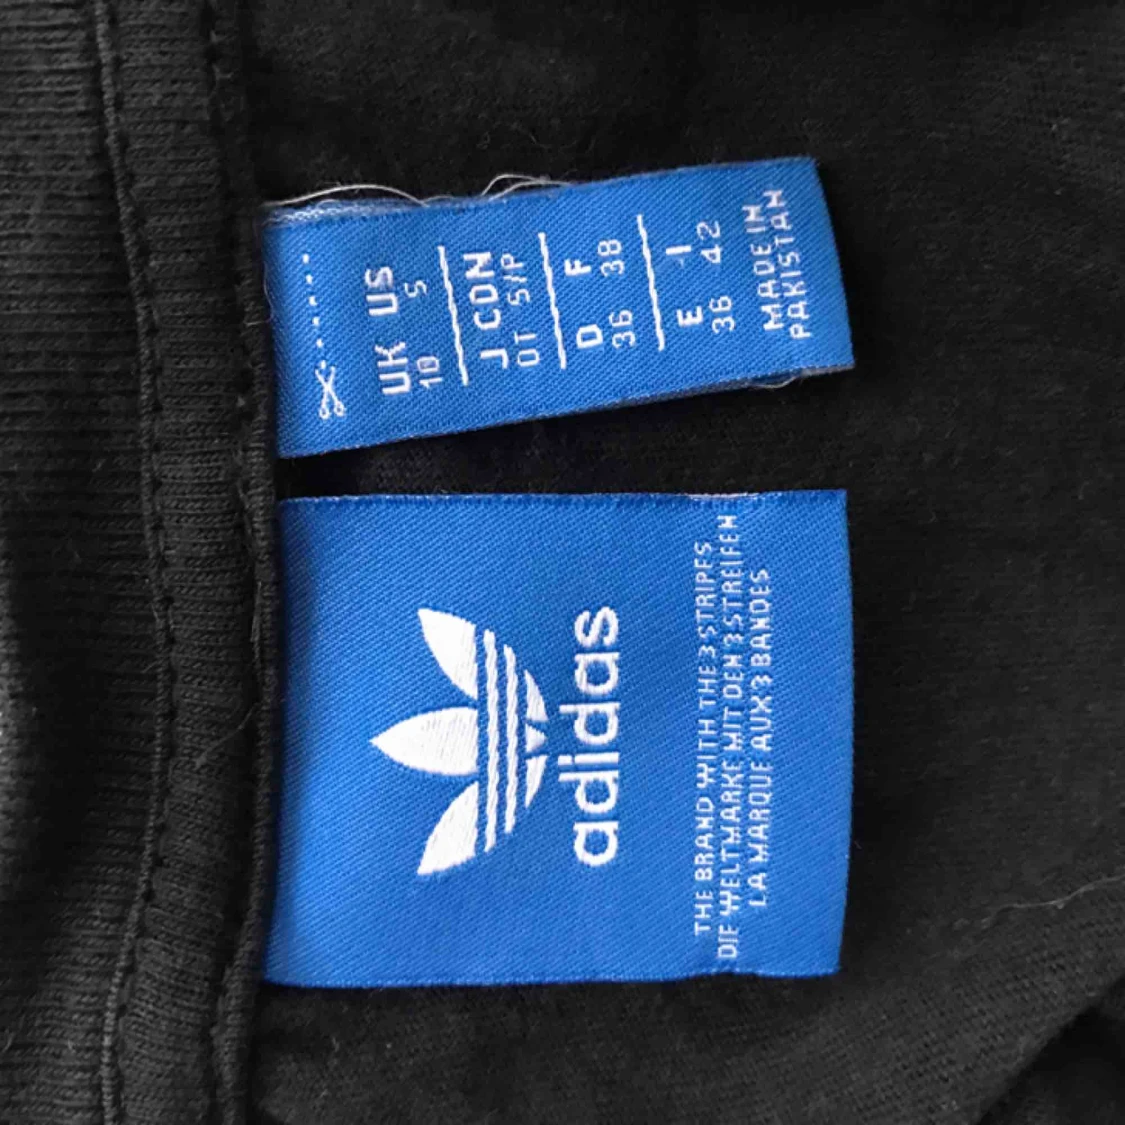 UK US
10 S
J CDN
OT S/P
D F
36 38
E I
36 42
MADE IN
PAKISTAN
adidas
THE BRAND WITH THE 3 STRIPES
DIE WELTMARKE MIT DEN 3 STREIFEN
LA MARQUE AUX 3 BANDES